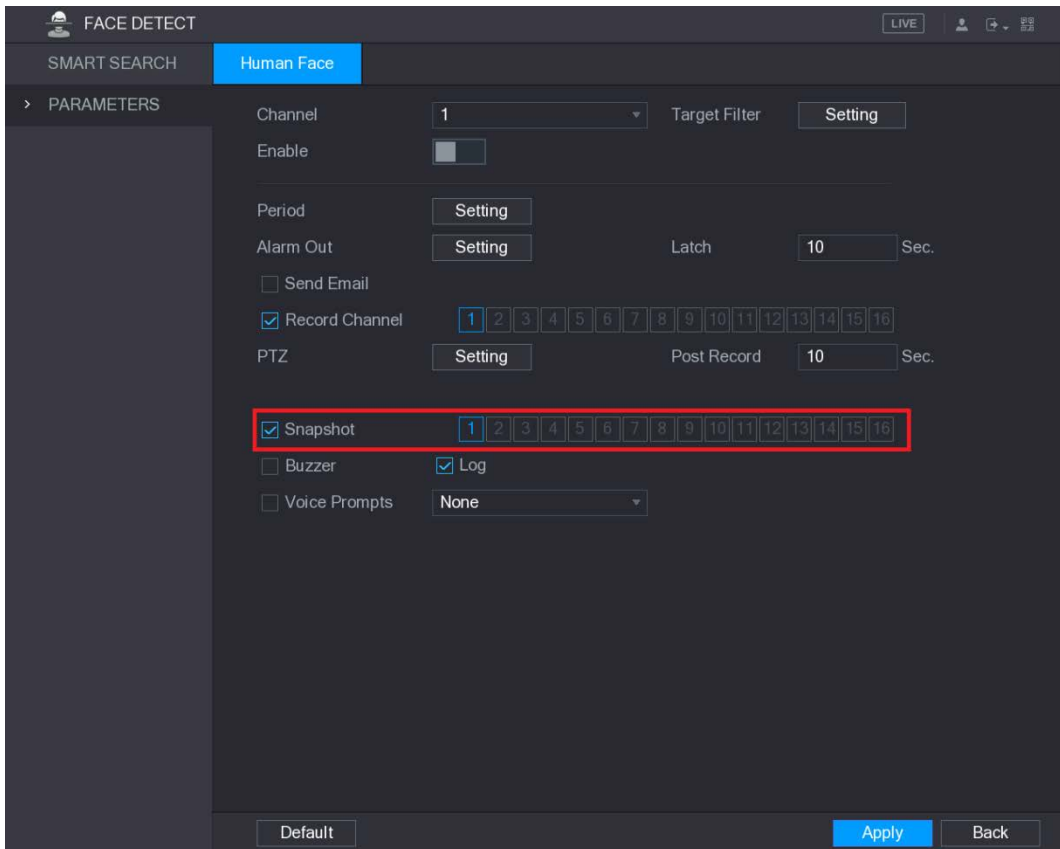 FACE DETECT LIVE
SMART SEARCH Human Face
> PARAMETERS
Channel 1 Target Filter Setting
Enable
Period Setting
Alarm Out Setting Latch 10 Sec.
Send Email
Record Channel 1 2 3 4 5 6 7 8 9 10 11 12 13 14 15 16
PTZ Setting Post Record 10 Sec.
Snapshot 1 2 3 4 5 6 7 8 9 10 11 12 13 14 15 16
Buzzer Log
Voice Prompts None
Default Apply Back